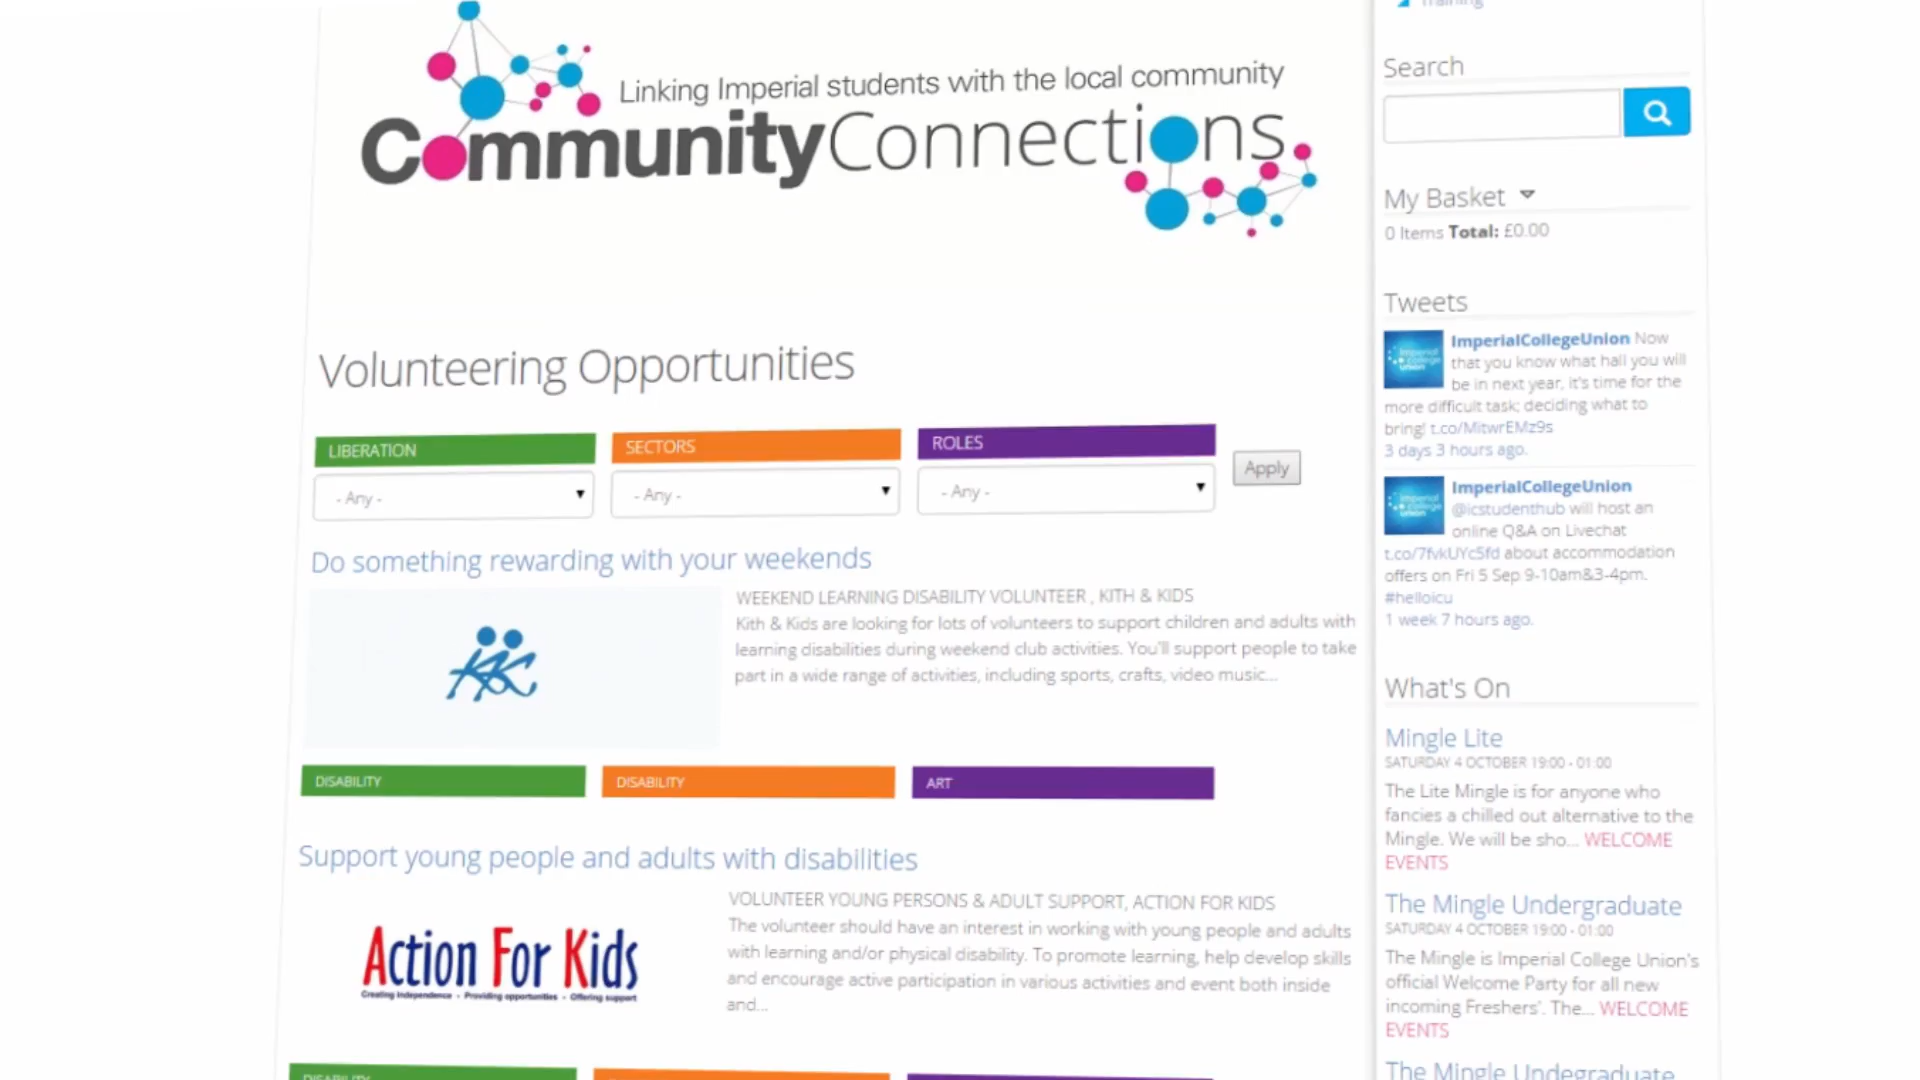 Training
Linking Imperial students with the local community
CommunityConnections
Search
My Basket
0 Items Total: £0.00
Tweets
ImperialCollegeUnion Now
that you know what hall you will
be in next year, it's time for the
more difficult task: deciding what to
bring! t.co/MitwrEMz9s
3 days 3 hours ago.
ImperialCollegeUnion
@icstudenthub will host an
online Q&A on Livechat
t.co/7fvkUYc5fd about accommodation
offers on Fri 5 Sep 9-10am&3-4pm.
#helloicu
1 week 7 hours ago.
What's On
Mingle Lite
SATURDAY 4 OCTOBER 19:00 - 01:00
The Lite Mingle is for anyone who
fancies a chilled out alternative to the
Mingle. We will be sho... WELCOME
EVENTS
The Mingle Undergraduate
SATURDAY 4 OCTOBER 19:00 - 01:00
The Mingle is Imperial College Union's
official Welcome Party for all new
incoming Freshers'. The... WELCOME
EVENTS
The Mingle Undegraduate
Volunteering Opportunities
LIBERATION
SECTORS
ROLES
- Any -
- Any -
- Any -
Apply
Do something rewarding with your weekends
WEEKEND LEARNING DISABILITY VOLUNTEER , KITH & KIDS
Kith & Kids are looking for lots of volunteers to support children and adults with
learning disabilities during weekend club activities. You'll support people to take
part in a wide range of activities, including sports, crafts, video music...
DISABILITY
DISABILITY
ART
Support young people and adults with disabilities
Action For Kids
Creating Independence - Providing opportunities - Offering support
VOLUNTEER YOUNG PERSONS & ADULT SUPPORT, ACTION FOR KIDS
The volunteer should have an interest in working with young people and adults
with learning and/or physical disability. To promote learning, help develop skills
and encourage active participation in various activities and event both inside
and...
DISABILITY